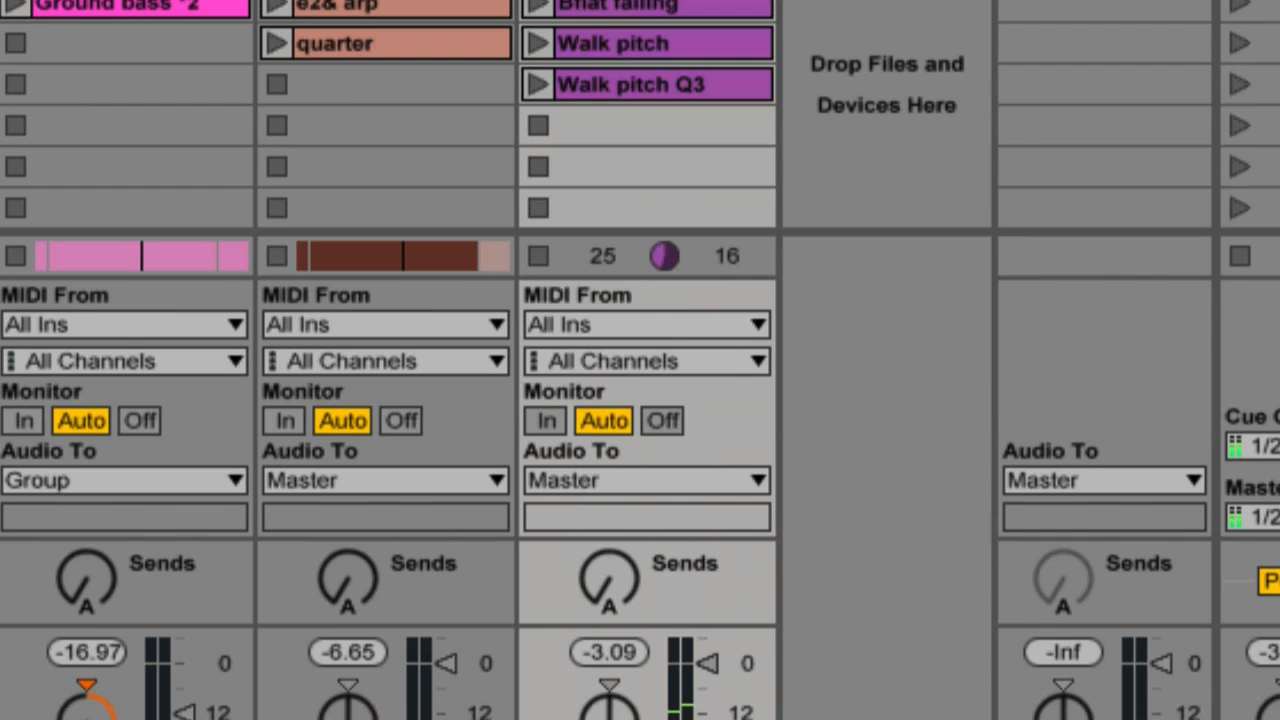 Ground bass *2 e2& arp Bflat falling
quarter Walk pitch
Walk pitch Q3
Drop Files and
Devices Here
25 16
MIDI From MIDI From MIDI From
All Ins All Ins All Ins
All Channels All Channels All Channels
Monitor Monitor Monitor
In Auto Off In Auto Off In Auto Off
Cue
1/2
Audio To Audio To Audio To Audio To
Group Master Master Master
1/2
Sends Sends Sends Sends
A A A A
-16.97 -6.65 -3.09 -Inf
0 0 0 0
12 12 12 12